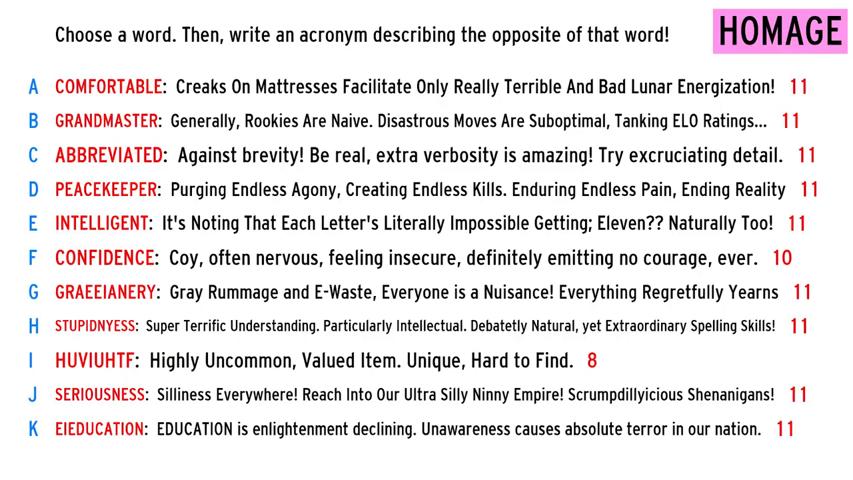 Choose a word. Then, write an acronym describing the opposite of that word! HOMAGE
A COMFORTABLE: Creaks On Mattresses Facilitate Only Really Terrible And Bad Lunar Energization! 11
B GRANDMASTER: Generally, Rookies Are Naive. Disastrous Moves Are Suboptimal, Tanking ELO Ratings... 11
C ABBREVIATED: Against brevity! Be real, extra verbosity is amazing! Try excruciating detail. 11
D PEACEKEEPER: Purging Endless Agony, Creating Endless Kills. Enduring Endless Pain, Ending Reality 11
E INTELLIGENT: It's Noting That Each Letter's Literally Impossible Getting; Eleven?? Naturally Too! 11
F CONFIDENCE: Coy, often nervous, feeling insecure, definitely emitting no courage, ever. 10
G GRAEEIANERY: Gray Rummage and E-Waste, Everyone is a Nuisance! Everything Regretfully Yearns 11
H STUPIDNYESS: Super Terrific Understanding. Particularly Intellectual. Debatetly Natural, yet Extraordinary Spelling Skills! 11
I HUVIUHTF: Highly Uncommon, Valued Item. Unique, Hard to Find. 8
J SERIOUSNESS: Silliness Everywhere! Reach Into Our Ultra Silly Ninny Empire! Scrumpdillyicious Shenanigans! 11
K EIEDUCATION: EDUCATION is enlightenment declining. Unawareness causes absolute terror in our nation. 11